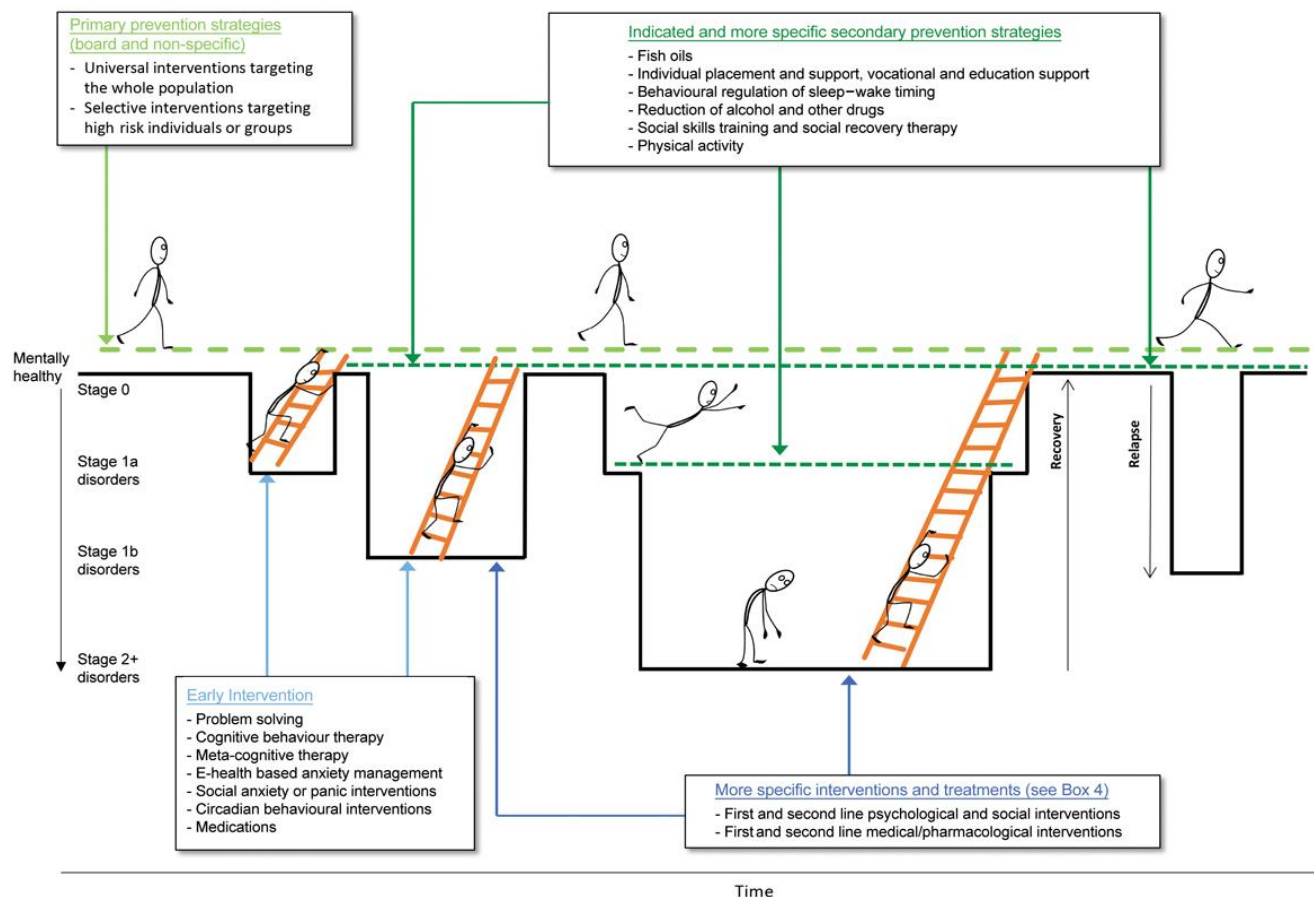 Primary prevention strategies
(board and non-specific)
- Universal interventions targeting
the whole population
- Selective interventions targeting
high risk individuals or groups
Indicated and more specific secondary prevention strategies
- Fish oils
- Individual placement and support, vocational and education support
- Behavioural regulation of sleep−wake timing
- Reduction of alcohol and other drugs
- Social skills training and social recovery therapy
- Physical activity
Mentally
healthy
Stage 0
Stage 1a
disorders
Stage 1b
disorders
Stage 2+
disorders
Recovery
Relapse
Early Intervention
- Problem solving
- Cognitive behaviour therapy
- Meta-cognitive therapy
- E-health based anxiety management
- Social anxiety or panic interventions
- Circadian behavioural interventions
- Medications
More specific interventions and treatments (see Box 4)
- First and second line psychological and social interventions
- First and second line medical/pharmacological interventions
Time